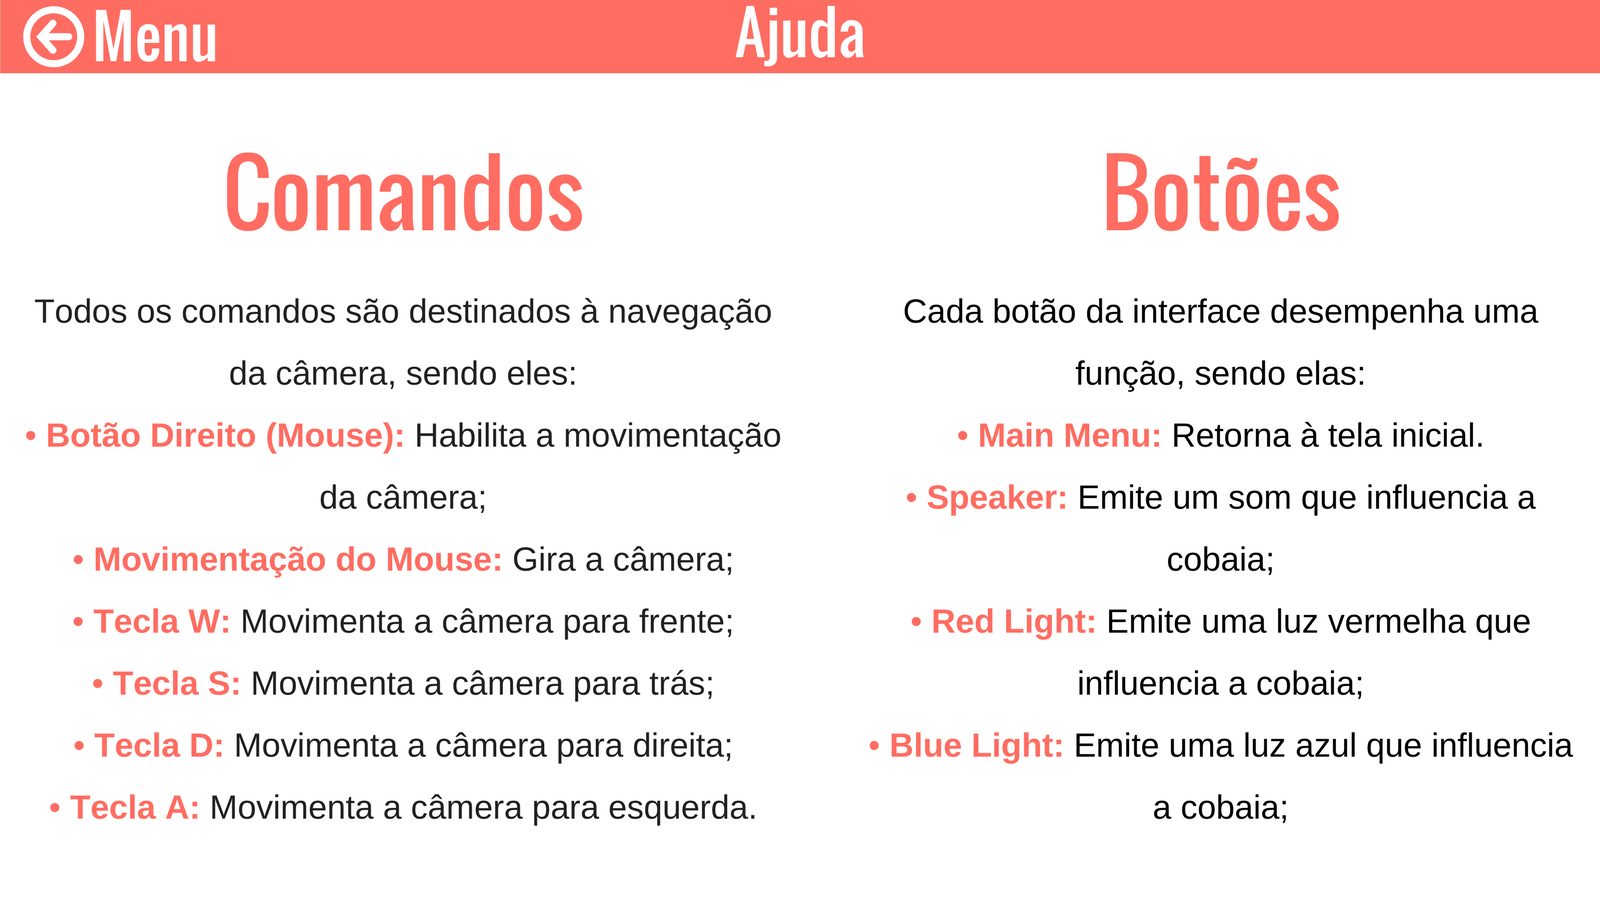 Menu
Ajuda
Comandos
Todos os comandos são destinados à navegação
da câmera, sendo eles:
• Botão Direito (Mouse): Habilita a movimentação
da câmera;
• Movimentação do Mouse: Gira a câmera;
• Tecla W: Movimenta a câmera para frente;
• Tecla S: Movimenta a câmera para trás;
• Tecla D: Movimenta a câmera para direita;
• Tecla A: Movimenta a câmera para esquerda.
Botões
Cada botão da interface desempenha uma
função, sendo elas:
• Main Menu: Retorna à tela inicial.
• Speaker: Emite um som que influencia a
cobaia;
• Red Light: Emite uma luz vermelha que
influencia a cobaia;
• Blue Light: Emite uma luz azul que influencia
a cobaia;